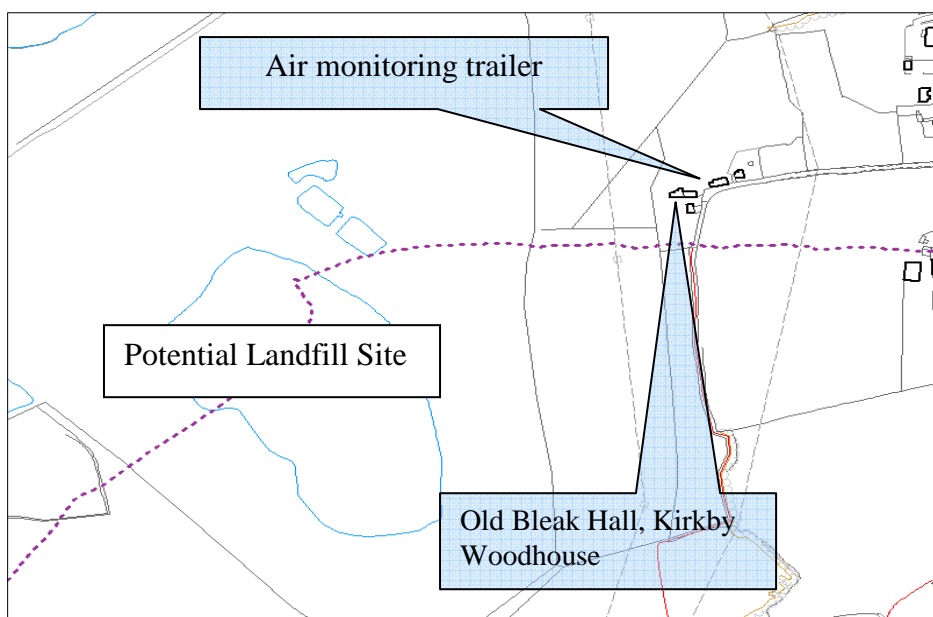 Air monitoring trailer
Potential Landfill Site
Old Bleak Hall, Kirkby
Woodhouse